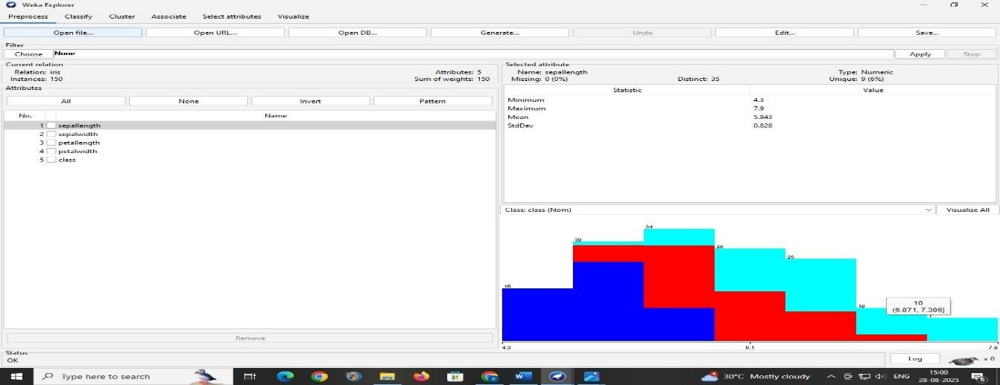 Weka Explorer
Preprocess Classify Cluster Associate Select attributes Visualize
Open file... Open URL... Open DB... Generate... Undo Edit... Save...
Filter
Choose None Apply Stop
Current relation
Relation: iris Attributes: 5
Instances: 150 Sum of weights: 150
Attributes
All None Invert Pattern
No. Name
1 sepallength
2 sepalwidth
3 petallength
4 petalwidth
5 class
Remove
Selected attribute
Name: sepallength Type: Numeric
Missing: 0 (0%) Distinct: 35 Unique: 9 (6%)
Statistic Value
Minimum 4.3
Maximum 7.9
Mean 5.843
StdDev 0.828
Class: class (Nom) Visualize All
34
30
28
26
16
10
7
10
(6.871, 7.386]
4.3 6.1 7.9
Status
OK
Log x 0
Type here to search
30°C Mostly cloudy
ENG
15:00
28-08-2025
6